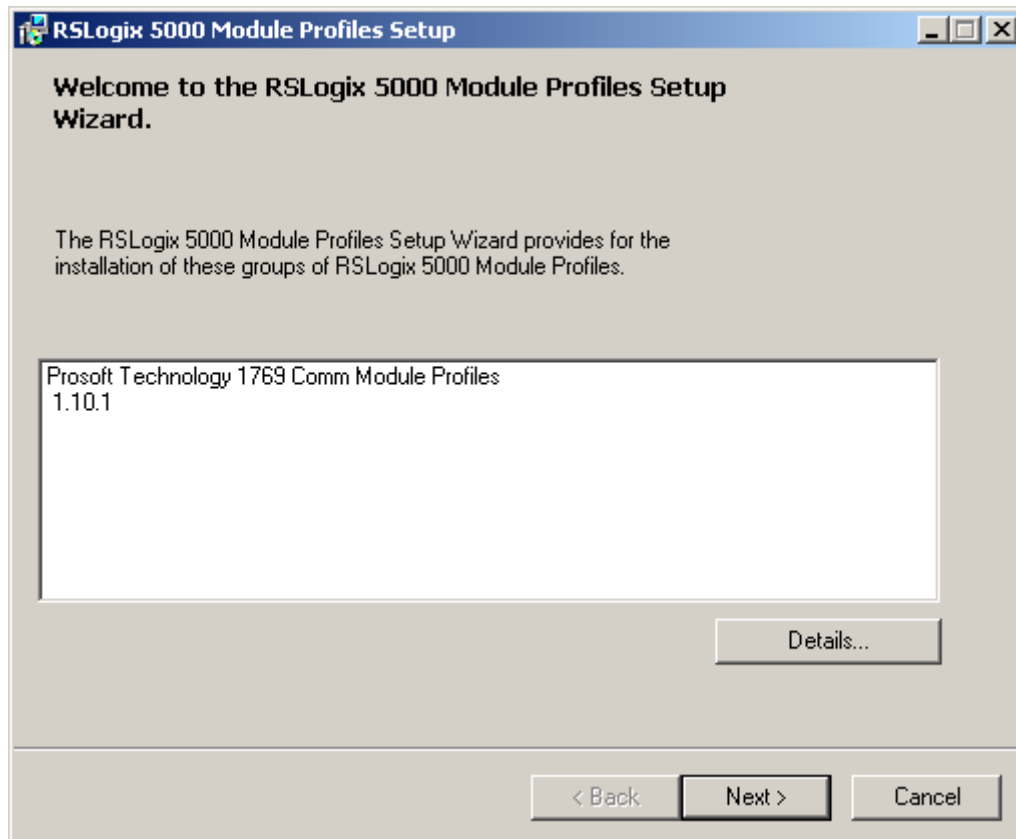 RSLogix 5000 Module Profiles Setup
Welcome to the RSLogix 5000 Module Profiles Setup
Wizard.
The RSLogix 5000 Module Profiles Setup Wizard provides for the
installation of these groups of RSLogix 5000 Module Profiles.
Prosoft Technology 1769 Comm Module Profiles
1.10.1
Details...
< Back
Next >
Cancel